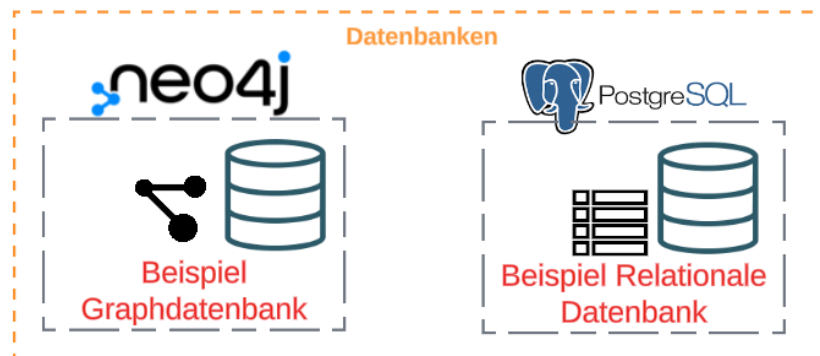 Datenbanken
neo4j
PostgreSQL
Beispiel
Graphdatenbank
Beispiel Relationale
Datenbank